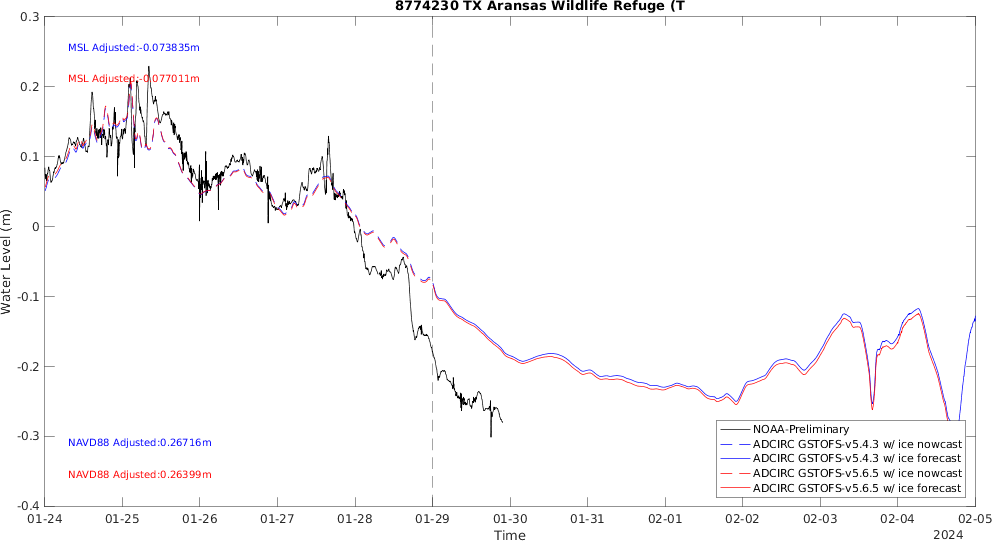 8774230 TX Aransas Wildlife Refuge (T
0.3
MSL Adjusted:-0.073835m
MSL Adjusted:-0.077011m
0.2
0.1
0
-0.1
-0.2
-0.3
-0.4
Water Level (m)
NAVD88 Adjusted:0.26716m
NAVD88 Adjusted:0.26399m
NOAA-Preliminary
ADCIRC GSTOFS-v5.4.3 w/ ice nowcast
ADCIRC GSTOFS-v5.4.3 w/ ice forecast
ADCIRC GSTOFS-v5.6.5 w/ ice nowcast
ADCIRC GSTOFS-v5.6.5 w/ ice forecast
01-24 01-25 01-26 01-27 01-28 01-29 01-30 01-31 02-01 02-02 02-03 02-04 02-05
Time
2024